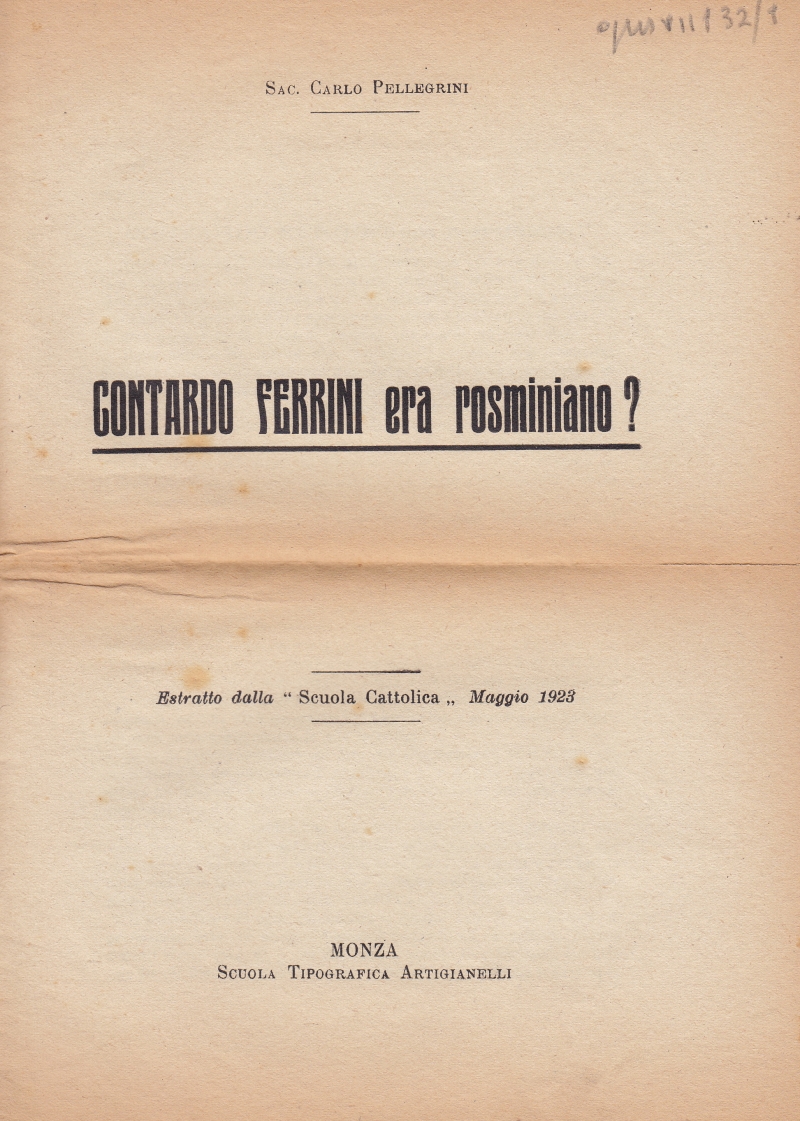 Sac. Carlo Pellegrini
CONTARDO FERRINI era rosminiano?
Estratto dalla “ Scuola Cattolica „ Maggio 1923
MONZA
Scuola Tipografica Artigianelli